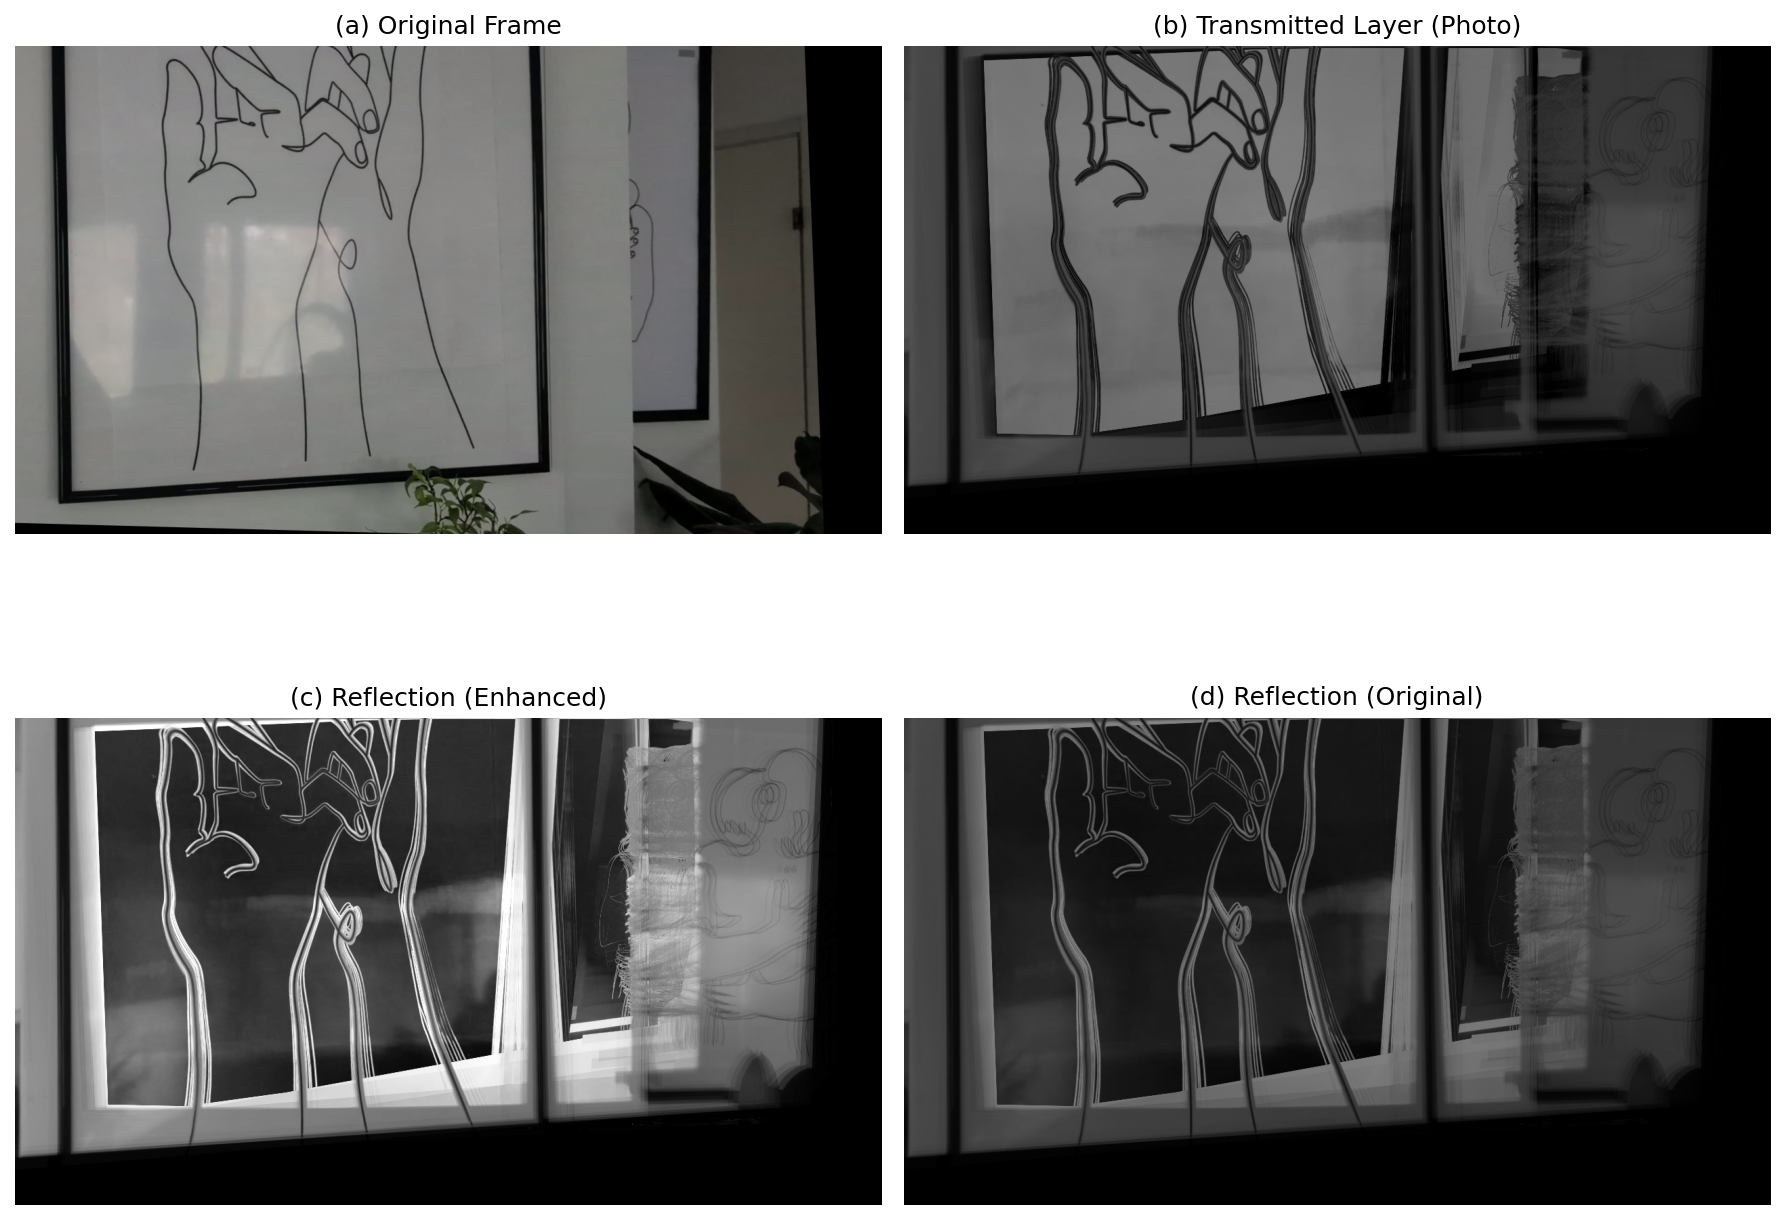 (a) Original Frame
(b) Transmitted Layer (Photo)
(c) Reflection (Enhanced)
(d) Reflection (Original)